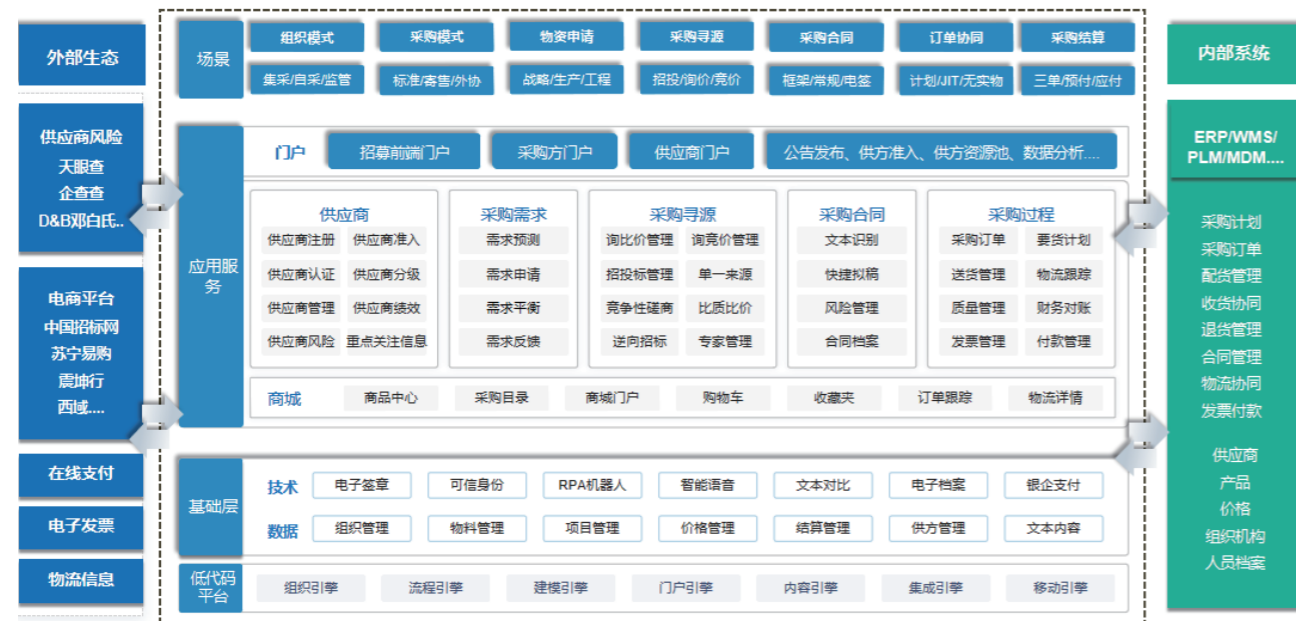 外部生态
供应商风险
天眼查
企查查
D&B邓白氏..
电商平台
中国招标网
苏宁易购
震坤行
西域....
在线支付
电子发票
物流信息
场景
组织模式 采购模式 物资申请 采购寻源 采购合同 订单协同 采购结算
集采/自采/监管 标准/寄售/外协 战略/生产/工程 招投/询价/竞价 框架/常规/电签 计划/JIT/无实物 三单/预付/应付
应用服
务
门户 招募前端门户 采购方门户 供应商门户 公告发布、供方准入、供方资源池、数据分析....
供应商 采购需求 采购寻源 采购合同 采购过程
供应商注册 供应商准入 需求预测 询比价管理 询竞价管理 文本识别 采购订单 要货计划
供应商认证 供应商分级 需求申请 招投标管理 单一来源 快捷拟稿 送货管理 物流跟踪
供应商管理 供应商绩效 需求平衡 竞争性磋商 比质比价 风险管理 质量管理 财务对账
供应商风险 重点关注信息 需求反馈 逆向招标 专家管理 合同档案 发票管理 付款管理
商城 商品中心 采购目录 商城门户 购物车 收藏夹 订单跟踪 物流详情
基础层
技术 电子签章 可信身份 RPA机器人 智能语音 文本对比 电子档案 银企支付
数据 组织管理 物料管理 项目管理 价格管理 结算管理 供方管理 文本内容
低代码
平台
组织引擎 流程引擎 建模引擎 门户引擎 内容引擎 集成引擎 移动引擎
内部系统
ERP/WMS/
PLM/MDM....
采购计划
采购订单
配货管理
收货协同
退货管理
合同管理
物流协同
发票付款
供应商
产品
价格
组织机构
人员档案